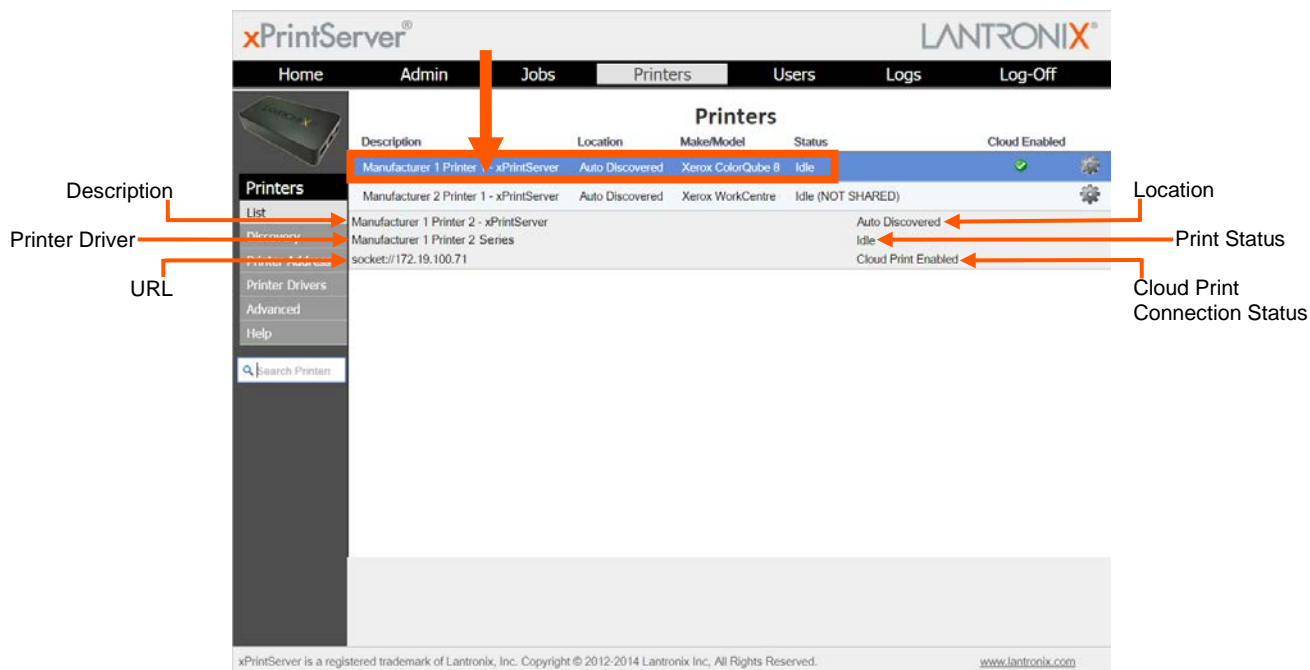 xPrintServer®
LANTRONIX®
Home Admin Jobs Printers Users Logs Log-Off
LANTRONIX
Printers
Description Location Make/Model Status Cloud Enabled
Manufacturer 1 Printer - xPrintServer Auto Discovered Xerox ColorQube 8 Idle
Manufacturer 2 Printer 1 - xPrintServer Auto Discovered Xerox WorkCentre Idle (NOT SHARED)
Manufacturer 1 Printer 2 - xPrintServer Auto Discovered
Manufacturer 1 Printer 2 Series Idle
socket://172.19.100.71 Cloud Print Enabled
Printers
List
Discovery
Printer Address
Printer Drivers
Advanced
Help
Search Printers
Description
Printer Driver
URL
Location
Print Status
Cloud Print
Connection Status
xPrintServer is a registered trademark of Lantronix, Inc. Copyright © 2012-2014 Lantronix Inc, All Rights Reserved. www.lantronix.com